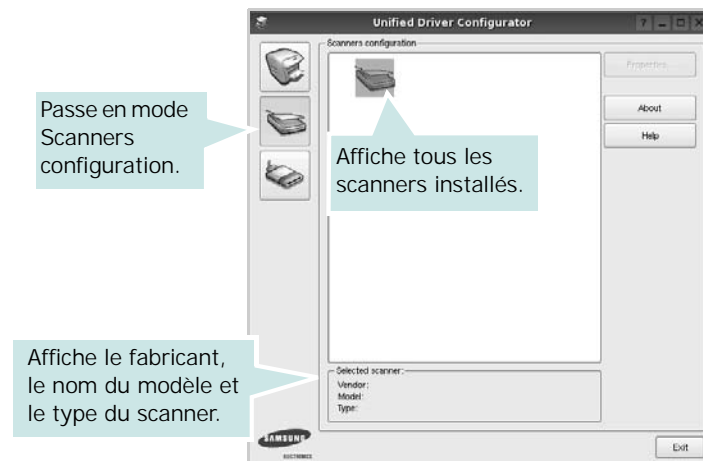 Unified Driver Configurator
Scanners configuration
Properties...
About
Help
Passe en mode
Scanners
configuration.
Affiche tous les
scanners installés.
Affiche le fabricant,
le nom du modèle et
le type du scanner.
Selected scanner:
Vendor:
Model:
Type:
SAMSUNG
ELECTRONICS
Exit